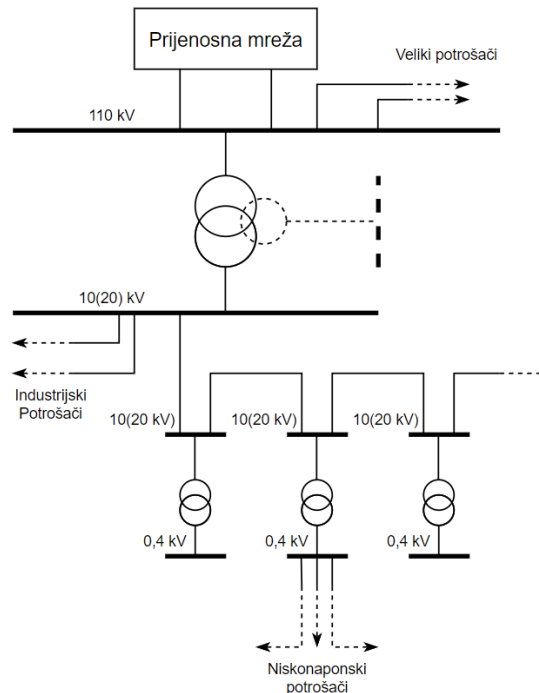 Prijenosna mreža
Veliki potrošači
110 kV
10(20) kV
Industrijski
Potrošači
10(20 kV)
10(20 kV)
10(20 kV)
0,4 kV
0,4 kV
0,4 kV
Niskonaponski
potrošači